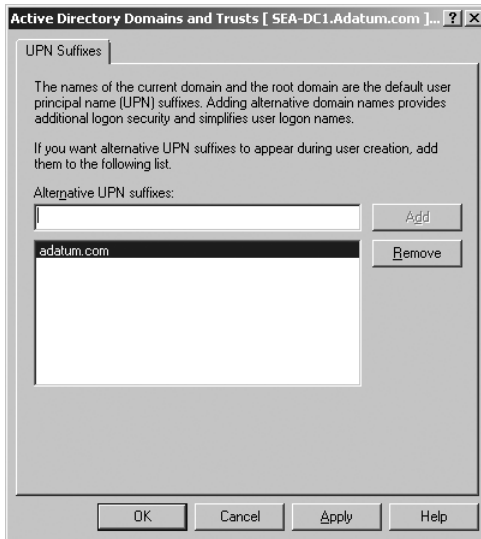 Active Directory Domains and Trusts [ SEA-DC1.Adatum.com ]... ? X
UPN Suffixes
The names of the current domain and the root domain are the default user
principal name (UPN) suffixes. Adding alternative domain names provides
additional logon security and simplifies user logon names.
If you want alternative UPN suffixes to appear during user creation, add
them to the following list.
Alternative UPN suffixes:
Add
adatum.com
Remove
OK Cancel Apply Help